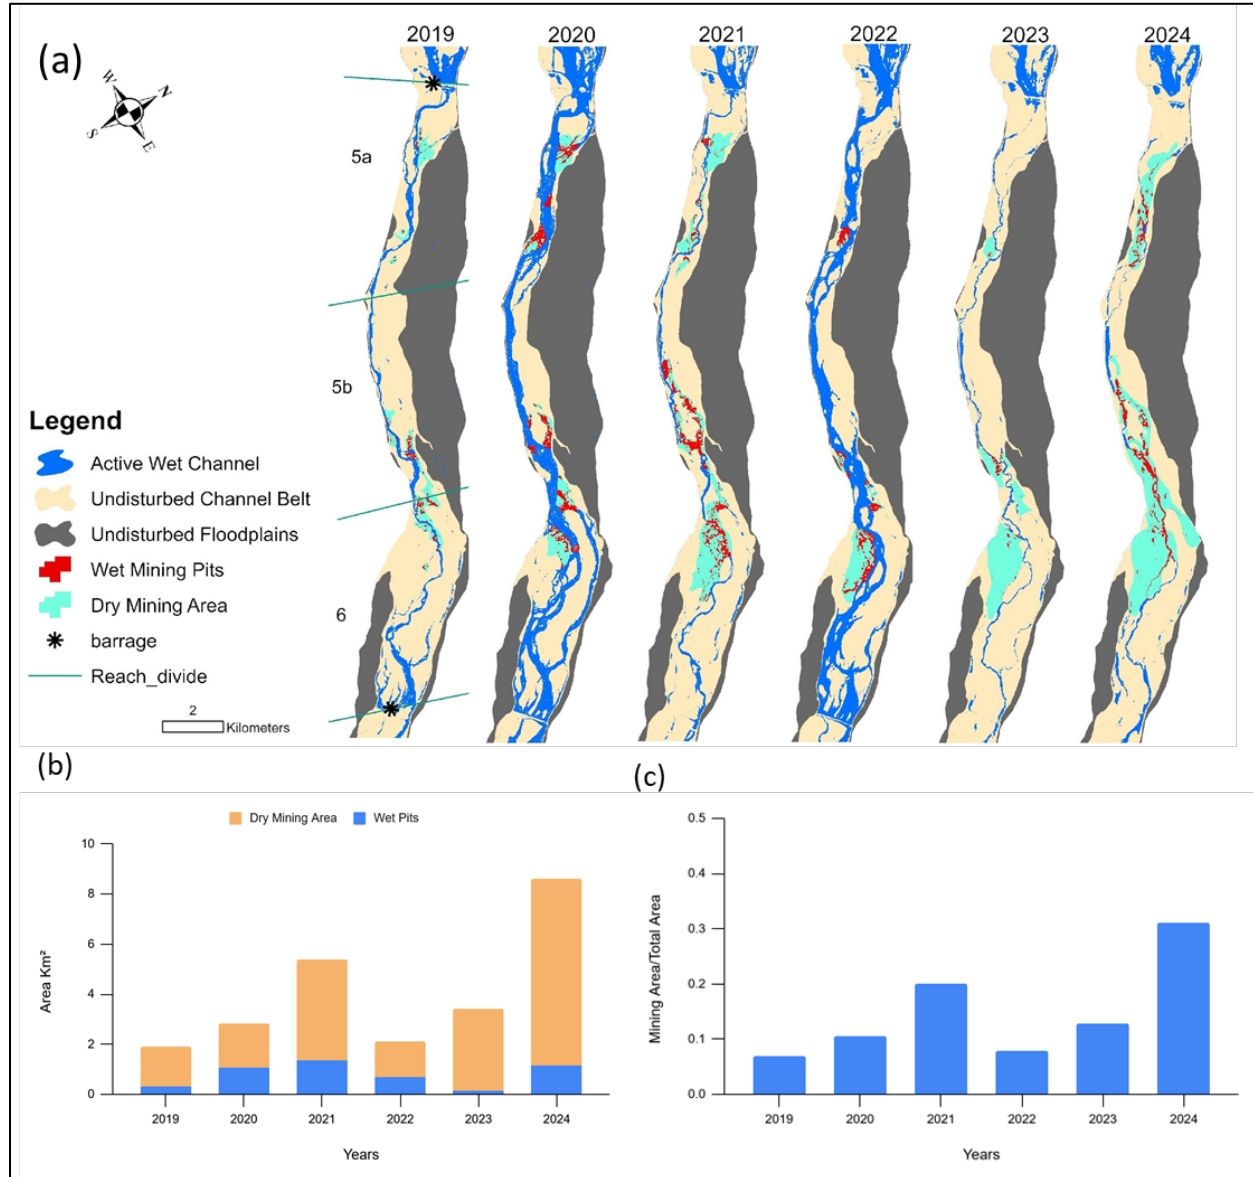 (a)
2019 2020 2021 2022 2023 2024
W N
S E
5a
5b
6
Legend
Active Wet Channel
Undisturbed Channel Belt
Undisturbed Floodplains
Wet Mining Pits
Dry Mining Area
barrage
Reach_divide
2
Kilometers
(b)
Dry Mining Area Wet Pits
10
8
6
4
2
0
Area Km²
2019 2020 2021 2022 2023 2024
Years
(c)
0.5
0.4
0.3
0.2
0.1
0.0
Mining Area/Total Area
2019 2020 2021 2022 2023 2024
Years